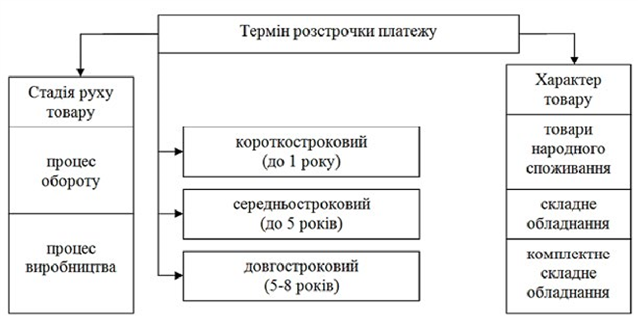 Термін розстрочки платежу
Стадія руху
товару
процес
обороту
процес
виробництва
короткостроковий
(до 1 року)
середньостроковий
(до 5 років)
довгостроковий
(5-8 років)
Характер
товару
товари
народного
споживання
складне
обладнання
комплектне
складне
обладнання